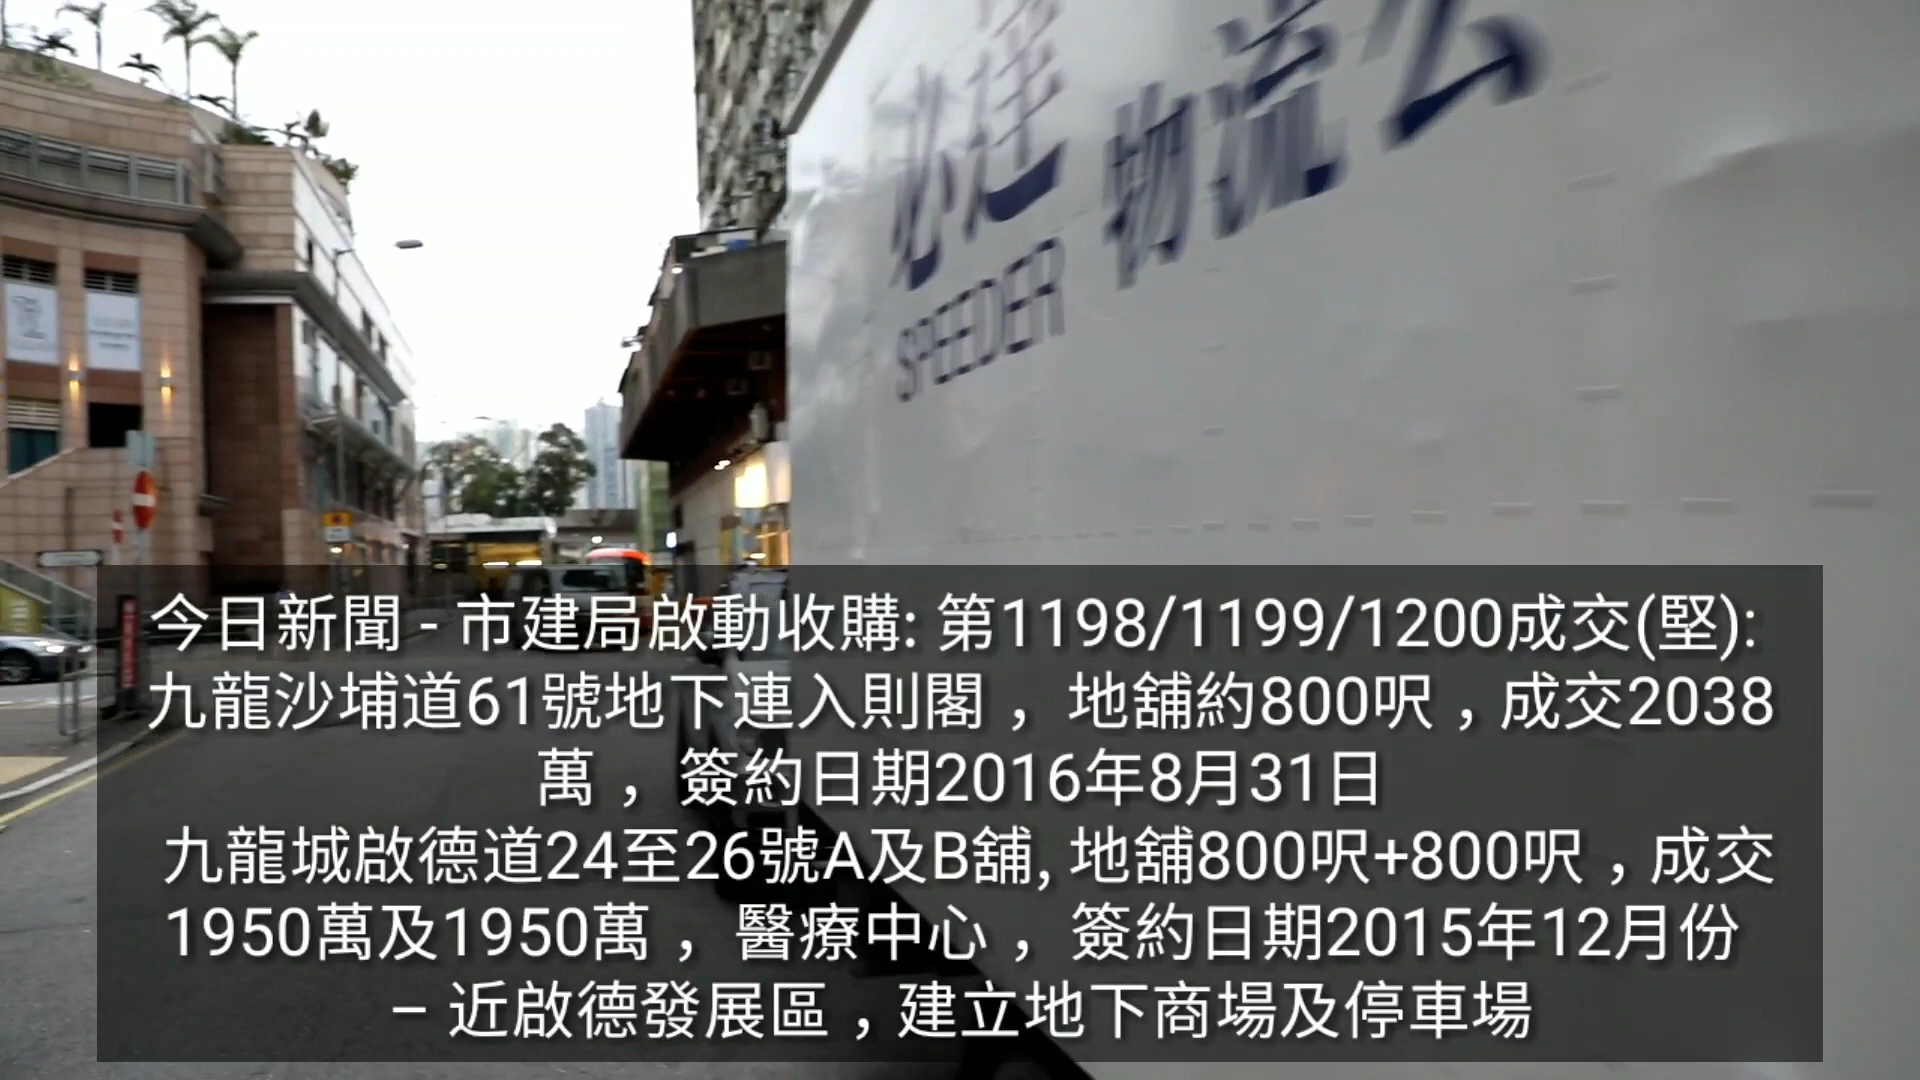 必達 物流公
SPEEDER
今日新聞 - 市建局啟動收購: 第1198/1199/1200成交(堅):
九龍沙埔道61號地下連入則閣 ， 地舖約800呎，成交2038
萬 ， 簽約日期2016年8月31日
九龍城啟德道24至26號A及B舖, 地舖800呎+800呎，成交
1950萬及1950萬 ， 醫療中心 ， 簽約日期2015年12月份
– 近啟德發展區，建立地下商場及停車場